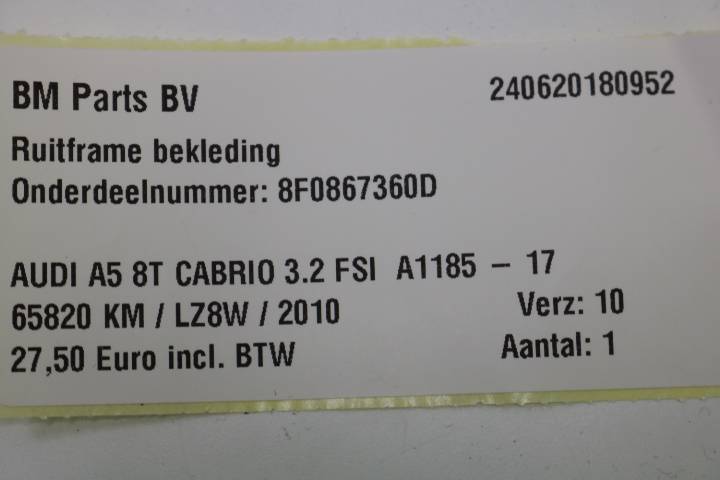 BM Parts BV 240620180952
Ruitframe bekleding
Onderdeelnummer: 8F0867360D
AUDI A5 8T CABRIO 3.2 FSI A1185 - 17
65820 KM / LZ8W / 2010 Verz: 10
27,50 Euro incl. BTW Aantal: 1